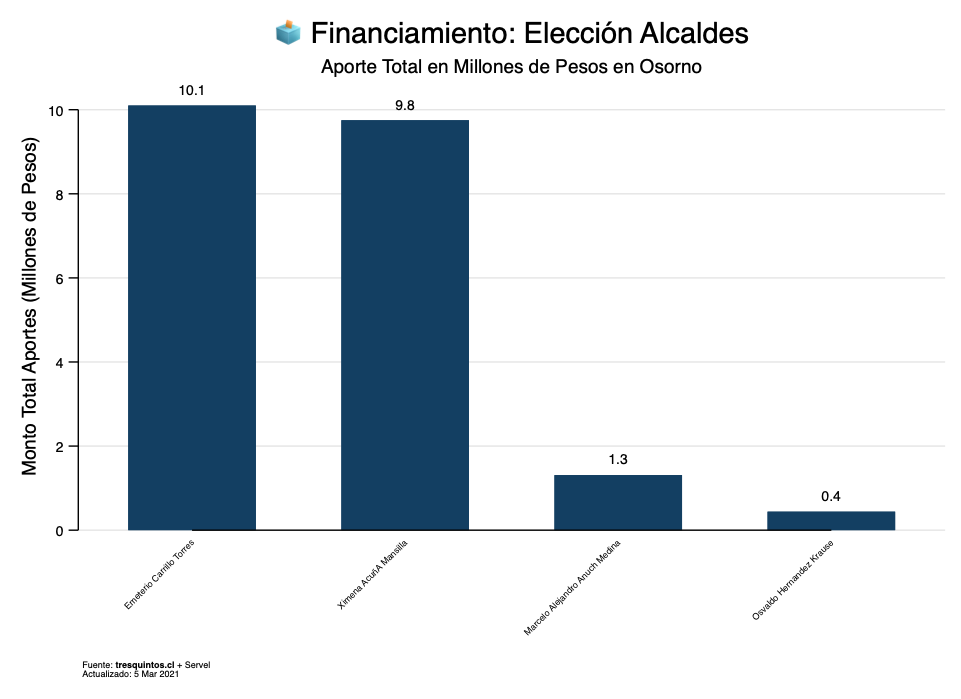 Financiamiento: Elección Alcaldes
Aporte Total en Millones de Pesos en Osorno
Monto Total Aportes (Millones de Pesos)
10
8
6
4
2
0
10.1
9.8
1.3
0.4
Emeterio Carrillo Torres
Ximena AcuñA Mansilla
Marcelo Alejandro Anuch Medina
Osvaldo Hernandez Krause
Fuente: tresquintos.cl + Servel
Actualizado: 5 Mar 2021